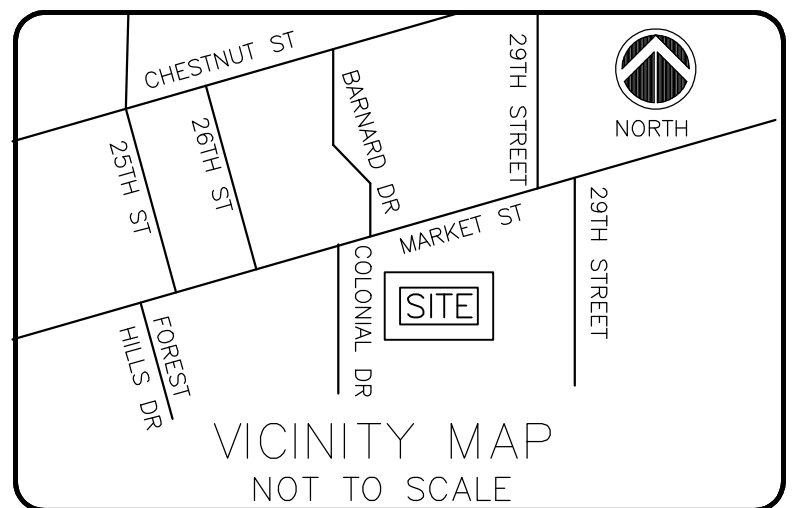 CHESTNUT ST
BARNARD DR
29TH STREET
NORTH
25TH ST
26TH ST
MARKET ST
29TH STREET
COLONIAL DR
SITE
FOREST
HILLS DR
VICINITY MAP
NOT TO SCALE